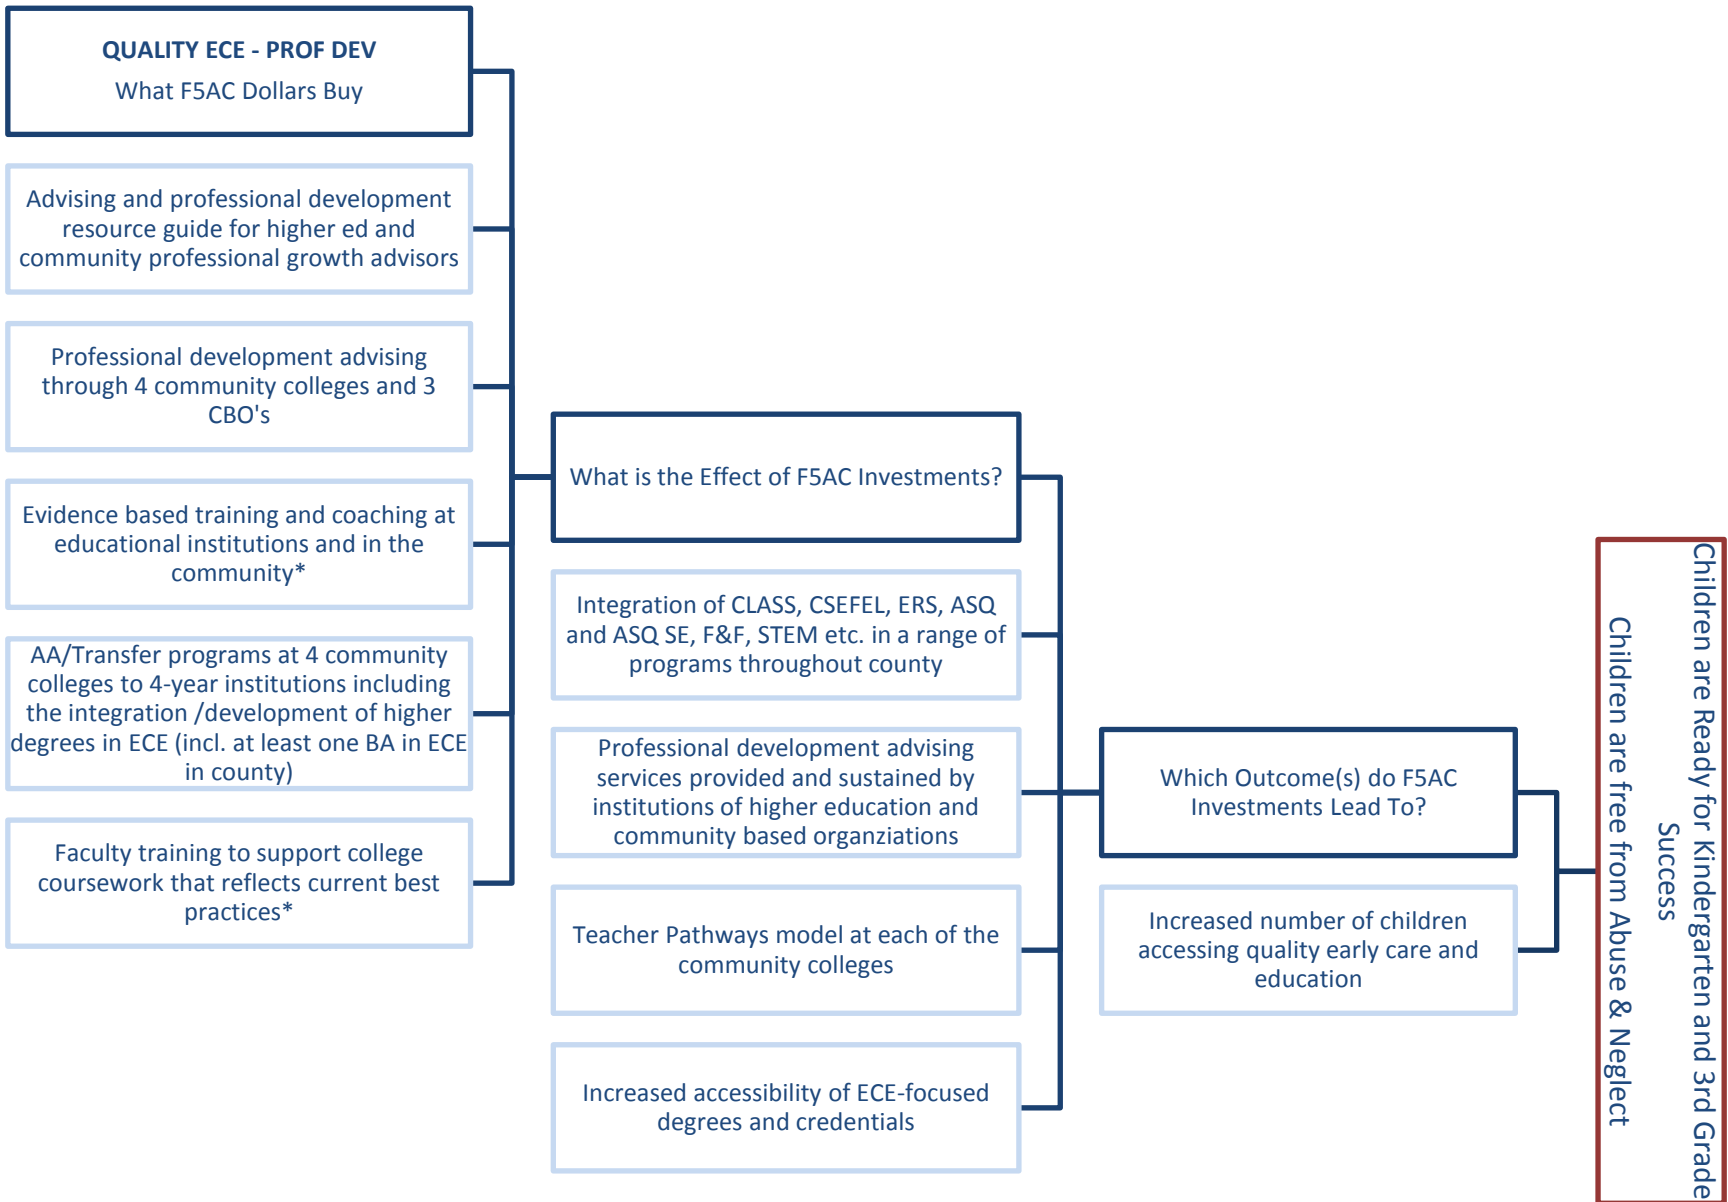 QUALITY ECE - PROF DEV
What F5AC Dollars Buy
Advising and professional development
resource guide for higher ed and
community professional growth advisors
Professional development advising
through 4 community colleges and 3
CBO's
Evidence based training and coaching at
educational institutions and in the
community*
AA/Transfer programs at 4 community
colleges to 4-year institutions including
the integration /development of higher
degrees in ECE (incl. at least one BA in ECE
in county)
Faculty training to support college
coursework that reflects current best
practices*
What is the Effect of F5AC Investments?
Integration of CLASS, CSEFEL, ERS, ASQ
and ASQ SE, F&F, STEM etc. in a range of
programs throughout county
Professional development advising
services provided and sustained by
institutions of higher education and
community based organziations
Teacher Pathways model at each of the
community colleges
Increased accessibility of ECE-focused
degrees and credentials
Which Outcome(s) do F5AC
Investments Lead To?
Increased number of children
accessing quality early care and
education
Children are Ready for Kindergarten and 3rd Grade
Success
Children are free from Abuse & Neglect